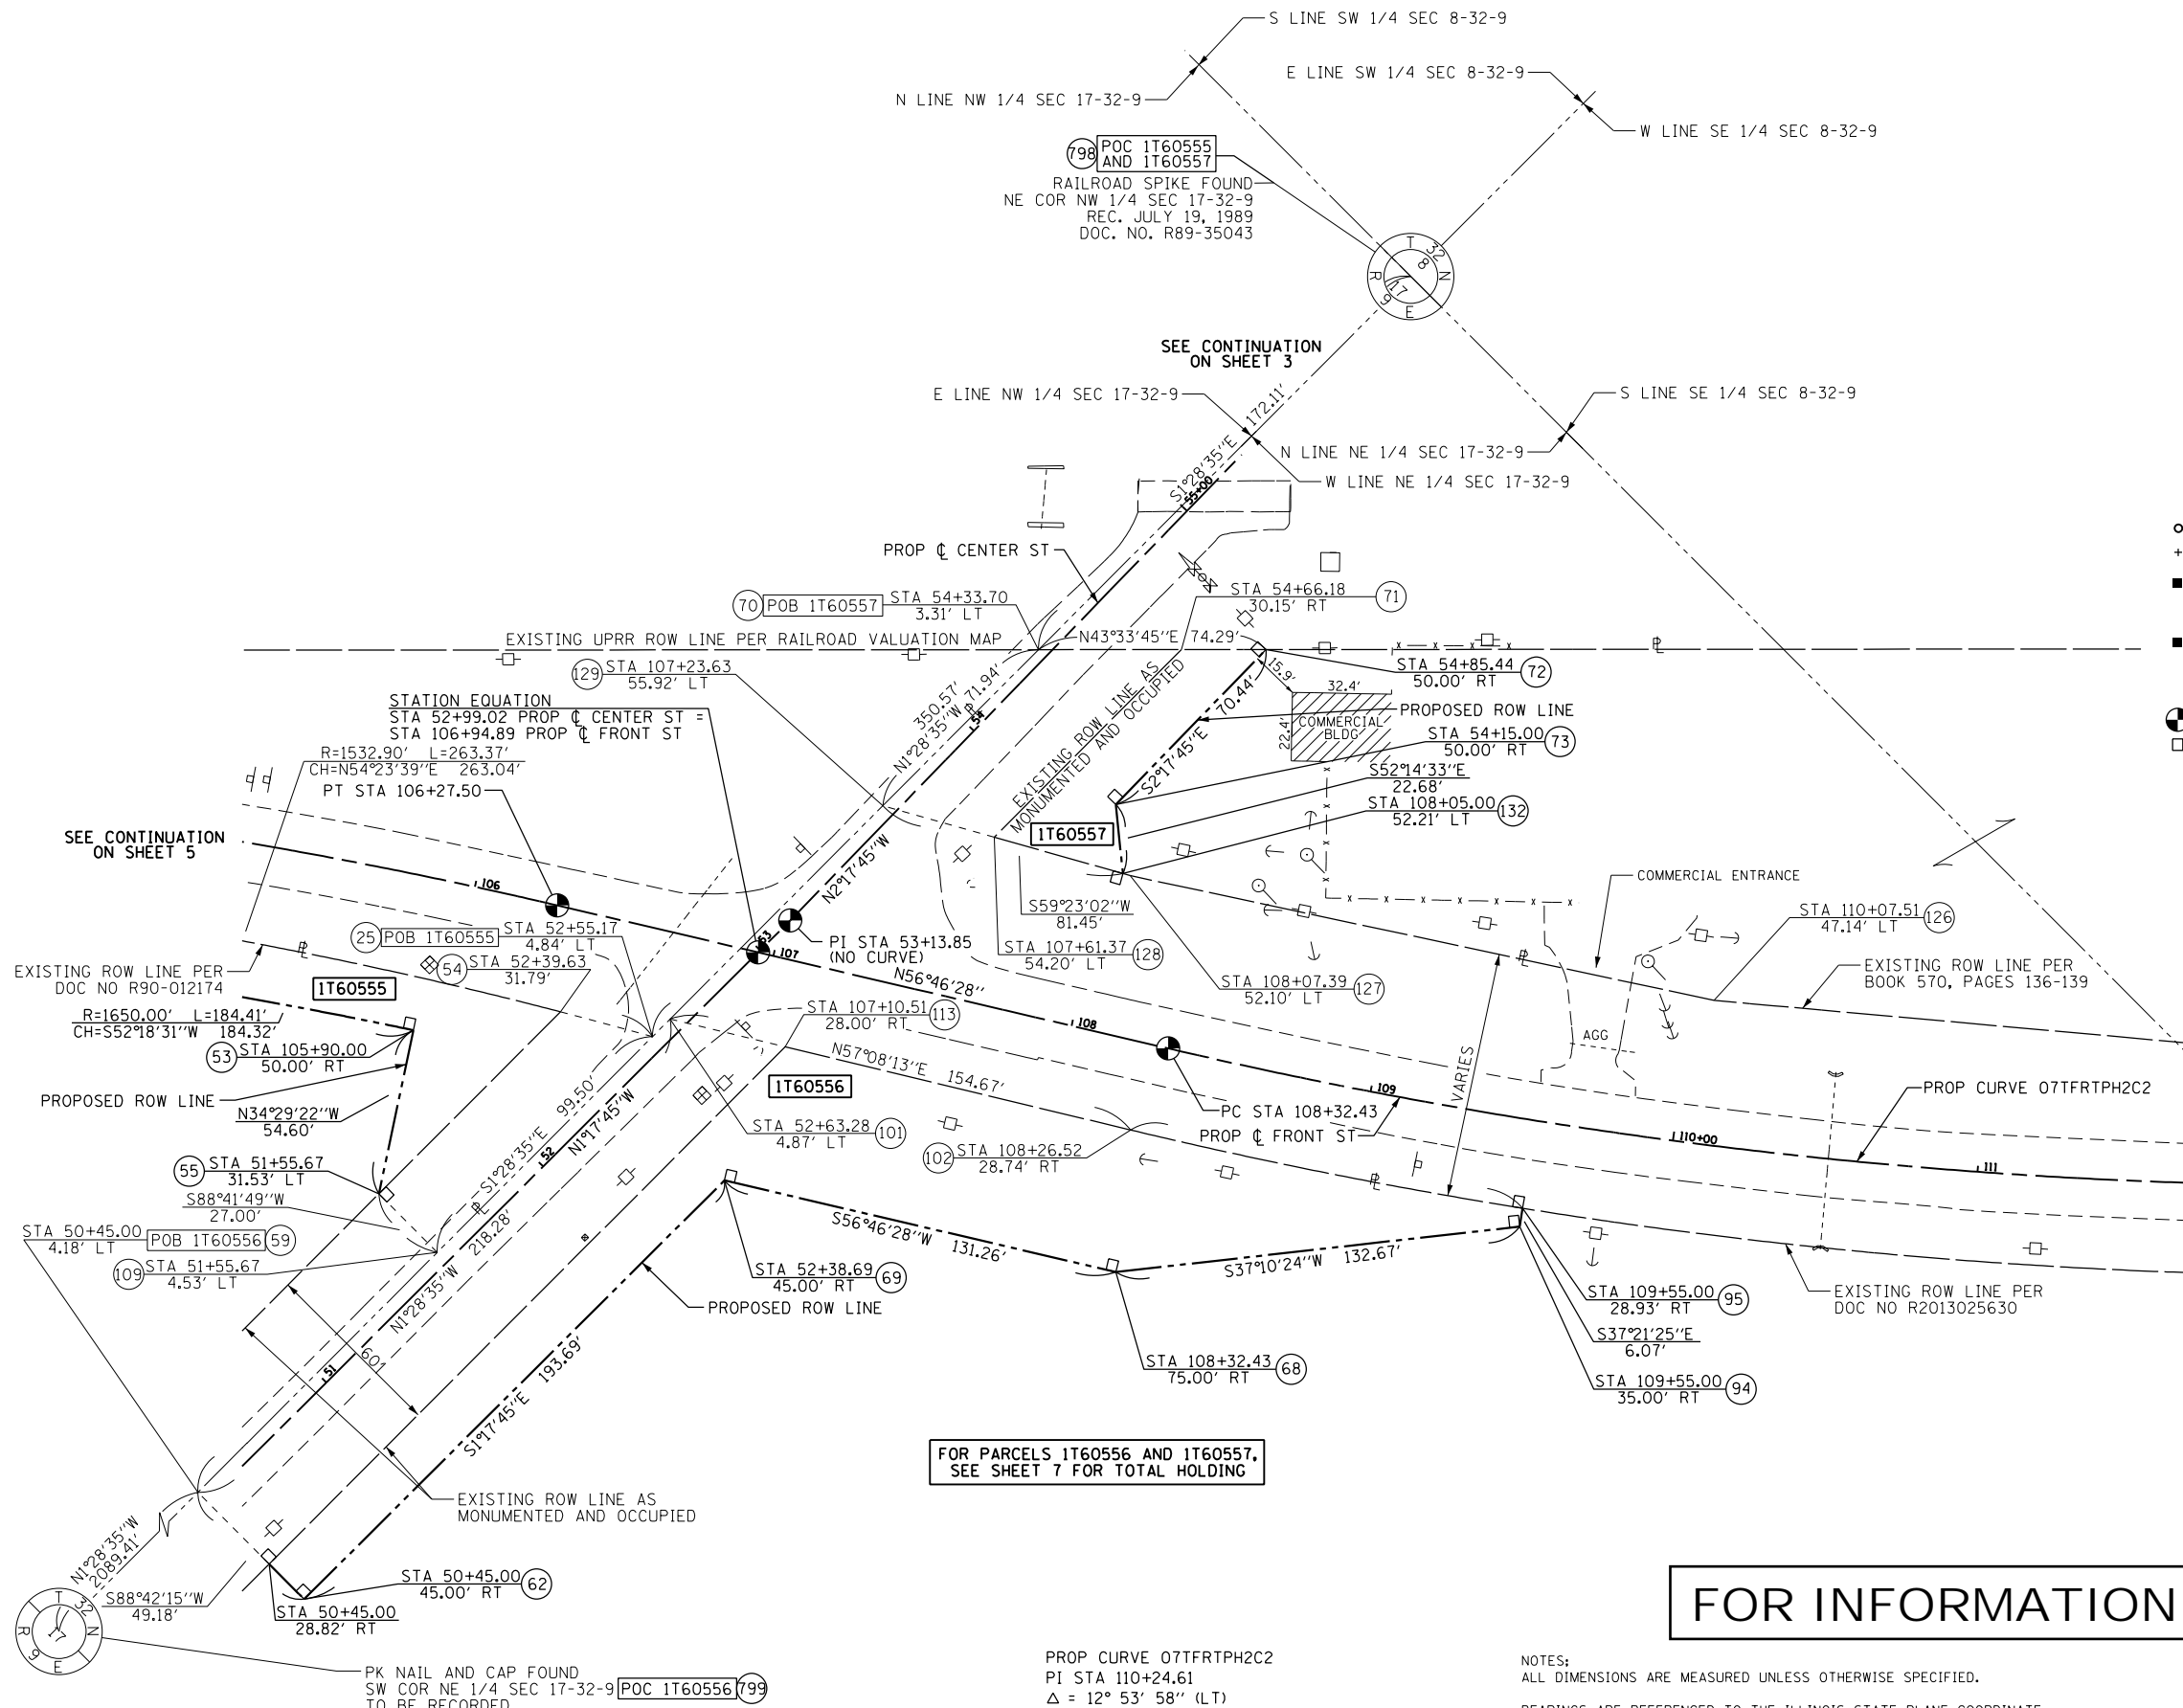 S LINE SW 1/4 SEC 8-32-9
E LINE SW 1/4 SEC 8-32-9
N LINE NW 1/4 SEC 17-32-9
W LINE SE 1/4 SEC 8-32-9
798 POC 1T60555
AND 1T60557
RAILROAD SPIKE FOUND
NE COR NW 1/4 SEC 17-32-9
REC. JULY 19, 1989
DOC. NO. R89-35043
T 32 N
R 9 E
8
17
SEE CONTINUATION
ON SHEET 3
E LINE NW 1/4 SEC 17-32-9
S1°28'35''E 172.11'
S LINE SE 1/4 SEC 8-32-9
N LINE NE 1/4 SEC 17-32-9
W LINE NE 1/4 SEC 17-32-9
55+00
PROP ℄ CENTER ST
70 POB 1T60557 STA 54+33.70
3.31' LT
STA 54+66.18 71
30.15' RT
EXISTING UPRR ROW LINE PER RAILROAD VALUATION MAP
N43°33'45''E 74.29'
129 STA 107+23.63
55.92' LT
STA 54+85.44 72
50.00' RT
15.9'
32.4'
22.4'
COMMERCIAL
BLDG
STATION EQUATION
STA 52+99.02 PROP ℄ CENTER ST =
STA 106+94.89 PROP ℄ FRONT ST
350.57'
N1°28'35''W 71.94'
54
EXISTING ROW LINE AS
MONUMENTED AND OCCUPIED
S2°17'45''E 70.44'
PROPOSED ROW LINE
STA 54+15.00 73
50.00' RT
R=1532.90' L=263.37'
CH=N54°23'39''E 263.04'
PT STA 106+27.50
S52°14'33''E
22.68'
STA 108+05.00 132
52.21' LT
SEE CONTINUATION
ON SHEET 5
1T60557
N2°17'45''W
106
COMMERCIAL ENTRANCE
S59°23'02''W
81.45'
STA 110+07.51 126
47.14' LT
25 POB 1T60555 STA 52+55.17
4.84' LT
53
107
PI STA 53+13.85
(NO CURVE)
STA 107+61.37 128
54.20' LT
54 STA 52+39.63
31.79'
EXISTING ROW LINE PER
DOC NO R90-012174
EXISTING ROW LINE PER
BOOK 570, PAGES 136-139
1T60555
N56°46'28''
STA 108+07.39 127
52.10' LT
R=1650.00' L=184.41'
CH=S52°18'31''W 184.32'
STA 107+10.51 113
28.00' RT
108
AGG
53 STA 105+90.00
50.00' RT
N57°08'13''E 154.67'
VARIES
109
1T60556
PROPOSED ROW LINE
PROP CURVE 07TFRTPH2C2
N34°29'22''W
54.60'
S1°28'35''E 99.50'
N1°17'45''W
STA 52+63.28 101
4.87' LT
PC STA 108+32.43
PROP ℄ FRONT ST
110+00
102 STA 108+26.52
28.74' RT
52
111
55 STA 51+55.67
31.53' LT
S88°41'49''W
27.00'
STA 50+45.00 POB 1T60556 59
4.18' LT
109 STA 51+55.67
4.53' LT
N1°28'35''W 218.28'
S56°46'28''W 131.26'
S37°10'24''W 132.67'
STA 52+38.69 69
45.00' RT
PROPOSED ROW LINE
STA 109+55.00 95
28.93' RT
EXISTING ROW LINE PER
DOC NO R2013025630
S37°21'25''E
6.07'
60'
51
S1°17'45''E 193.69'
STA 108+32.43 68
75.00' RT
STA 109+55.00 94
35.00' RT
FOR PARCELS 1T60556 AND 1T60557,
SEE SHEET 7 FOR TOTAL HOLDING
EXISTING ROW LINE AS
MONUMENTED AND OCCUPIED
N1°28'35''W
2089.41'
STA 50+45.00 62
45.00' RT
S88°42'15''W
49.18'
STA 50+45.00
28.82' RT
T 32 N
R 9 E
17
FOR INFORMATION
PK NAIL AND CAP FOUND
SW COR NE 1/4 SEC 17-32-9 POC 1T60556 799
TO BE RECORDED
PROP CURVE 07TFRTPH2C2
PI STA 110+24.61
Δ = 12° 53' 58'' (LT)
NOTES:
ALL DIMENSIONS ARE MEASURED UNLESS OTHERWISE SPECIFIED.
BEARINGS ARE REFERENCED TO THE ILLINOIS STATE PLANE COORDINATE